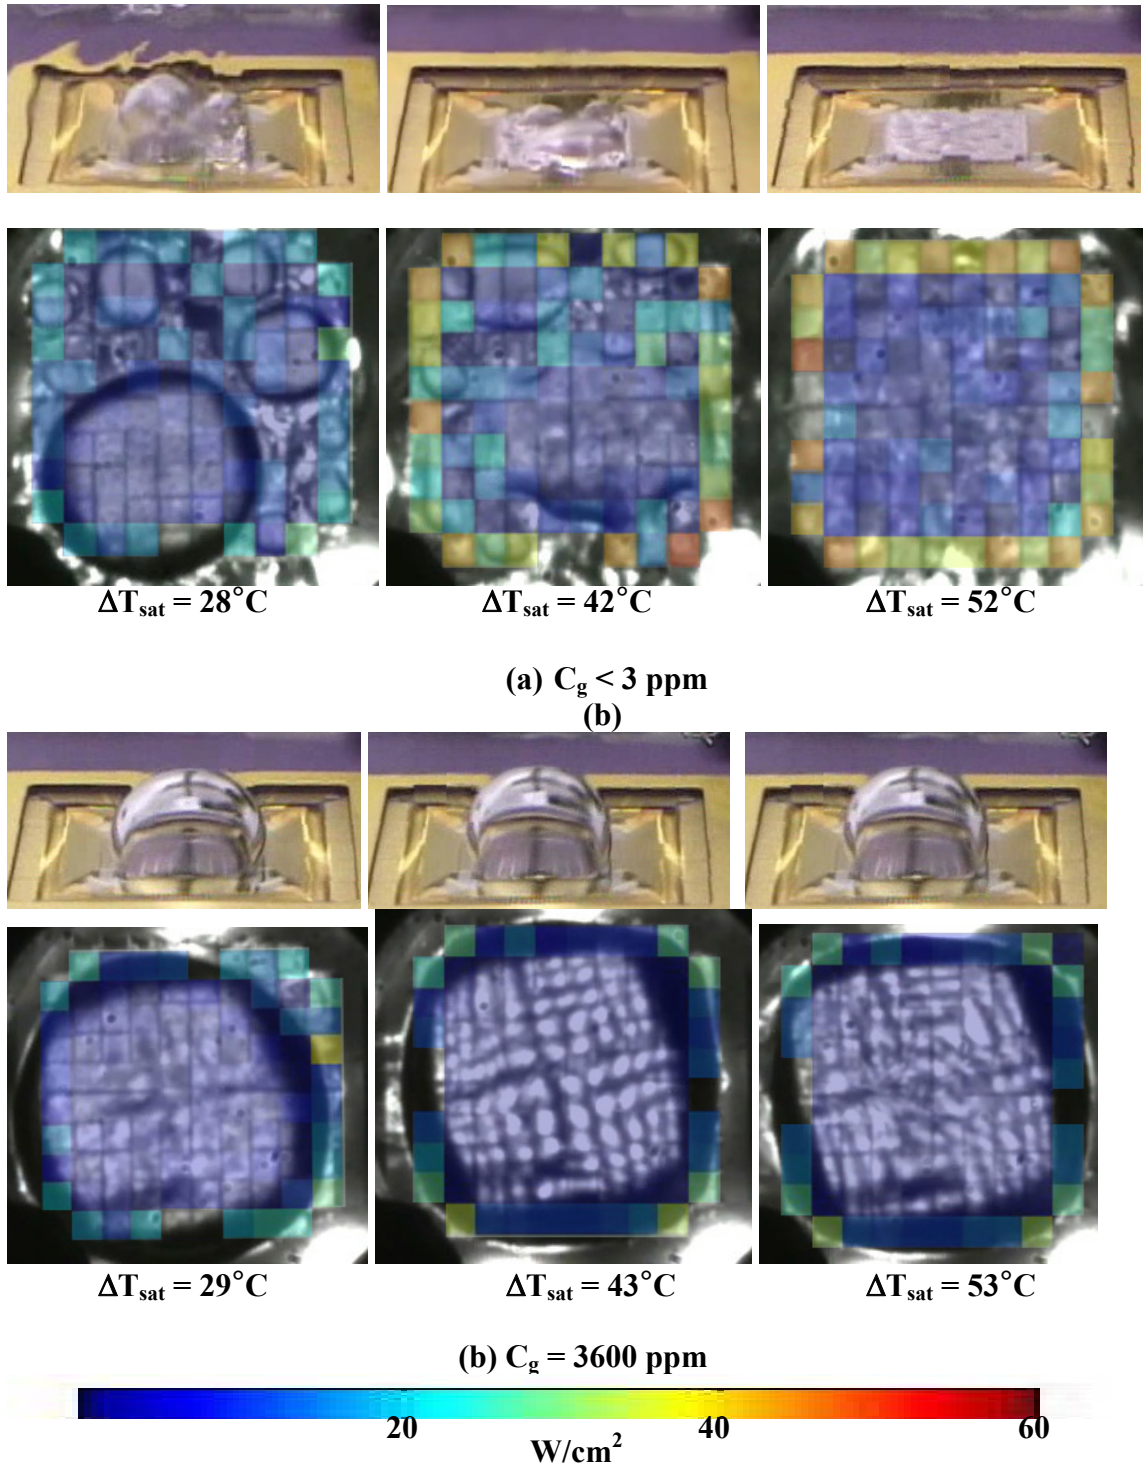 ΔTsat = 28°C ΔTsat = 42°C ΔTsat = 52°C
(a) Cg < 3 ppm
(b)
ΔTsat = 29°C ΔTsat = 43°C ΔTsat = 53°C
(b) Cg = 3600 ppm
20 40 60
W/cm²